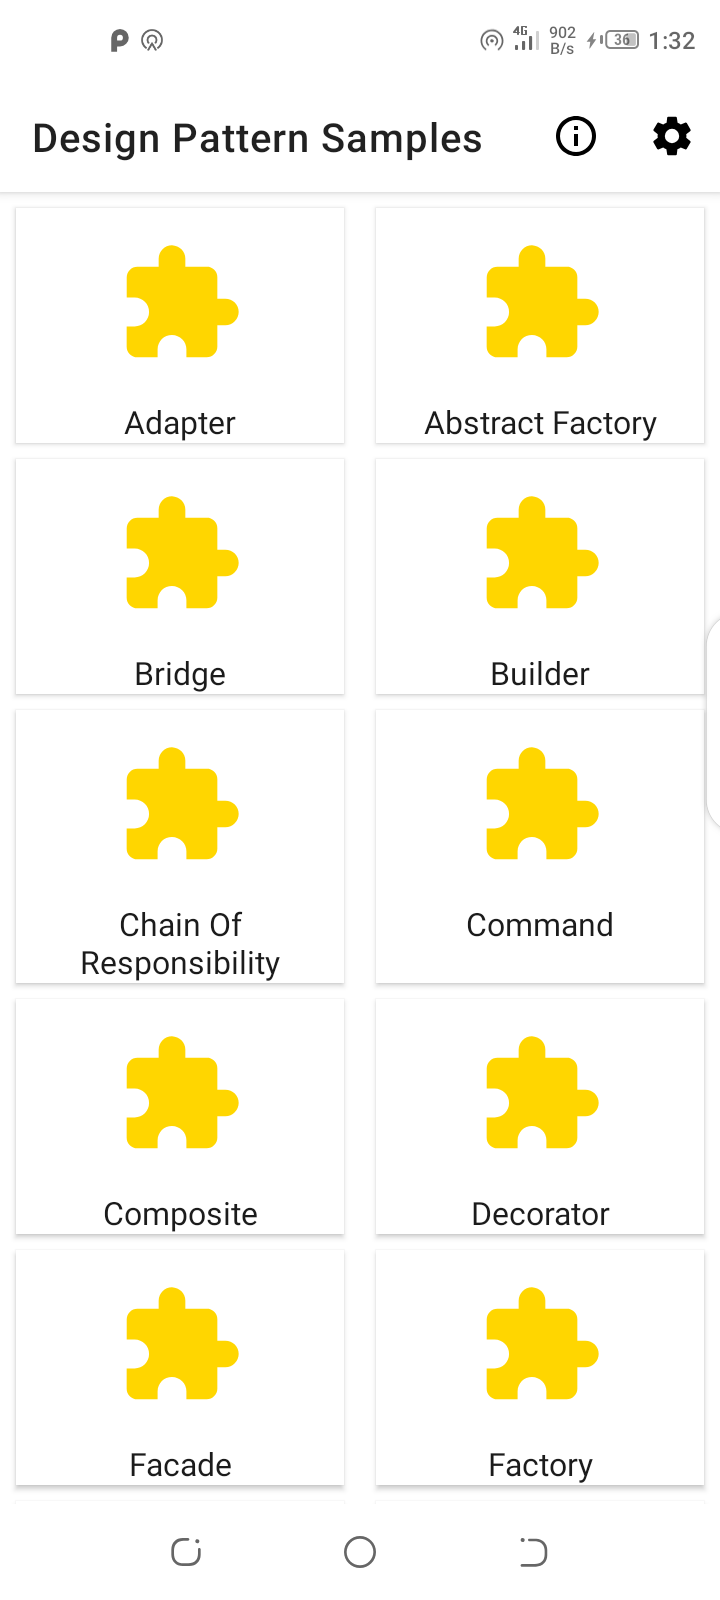 4G 902 B/s 36 1:32
Design Pattern Samples
Adapter
Abstract Factory
Bridge
Builder
Chain Of
Responsibility
Command
Composite
Decorator
Facade
Factory